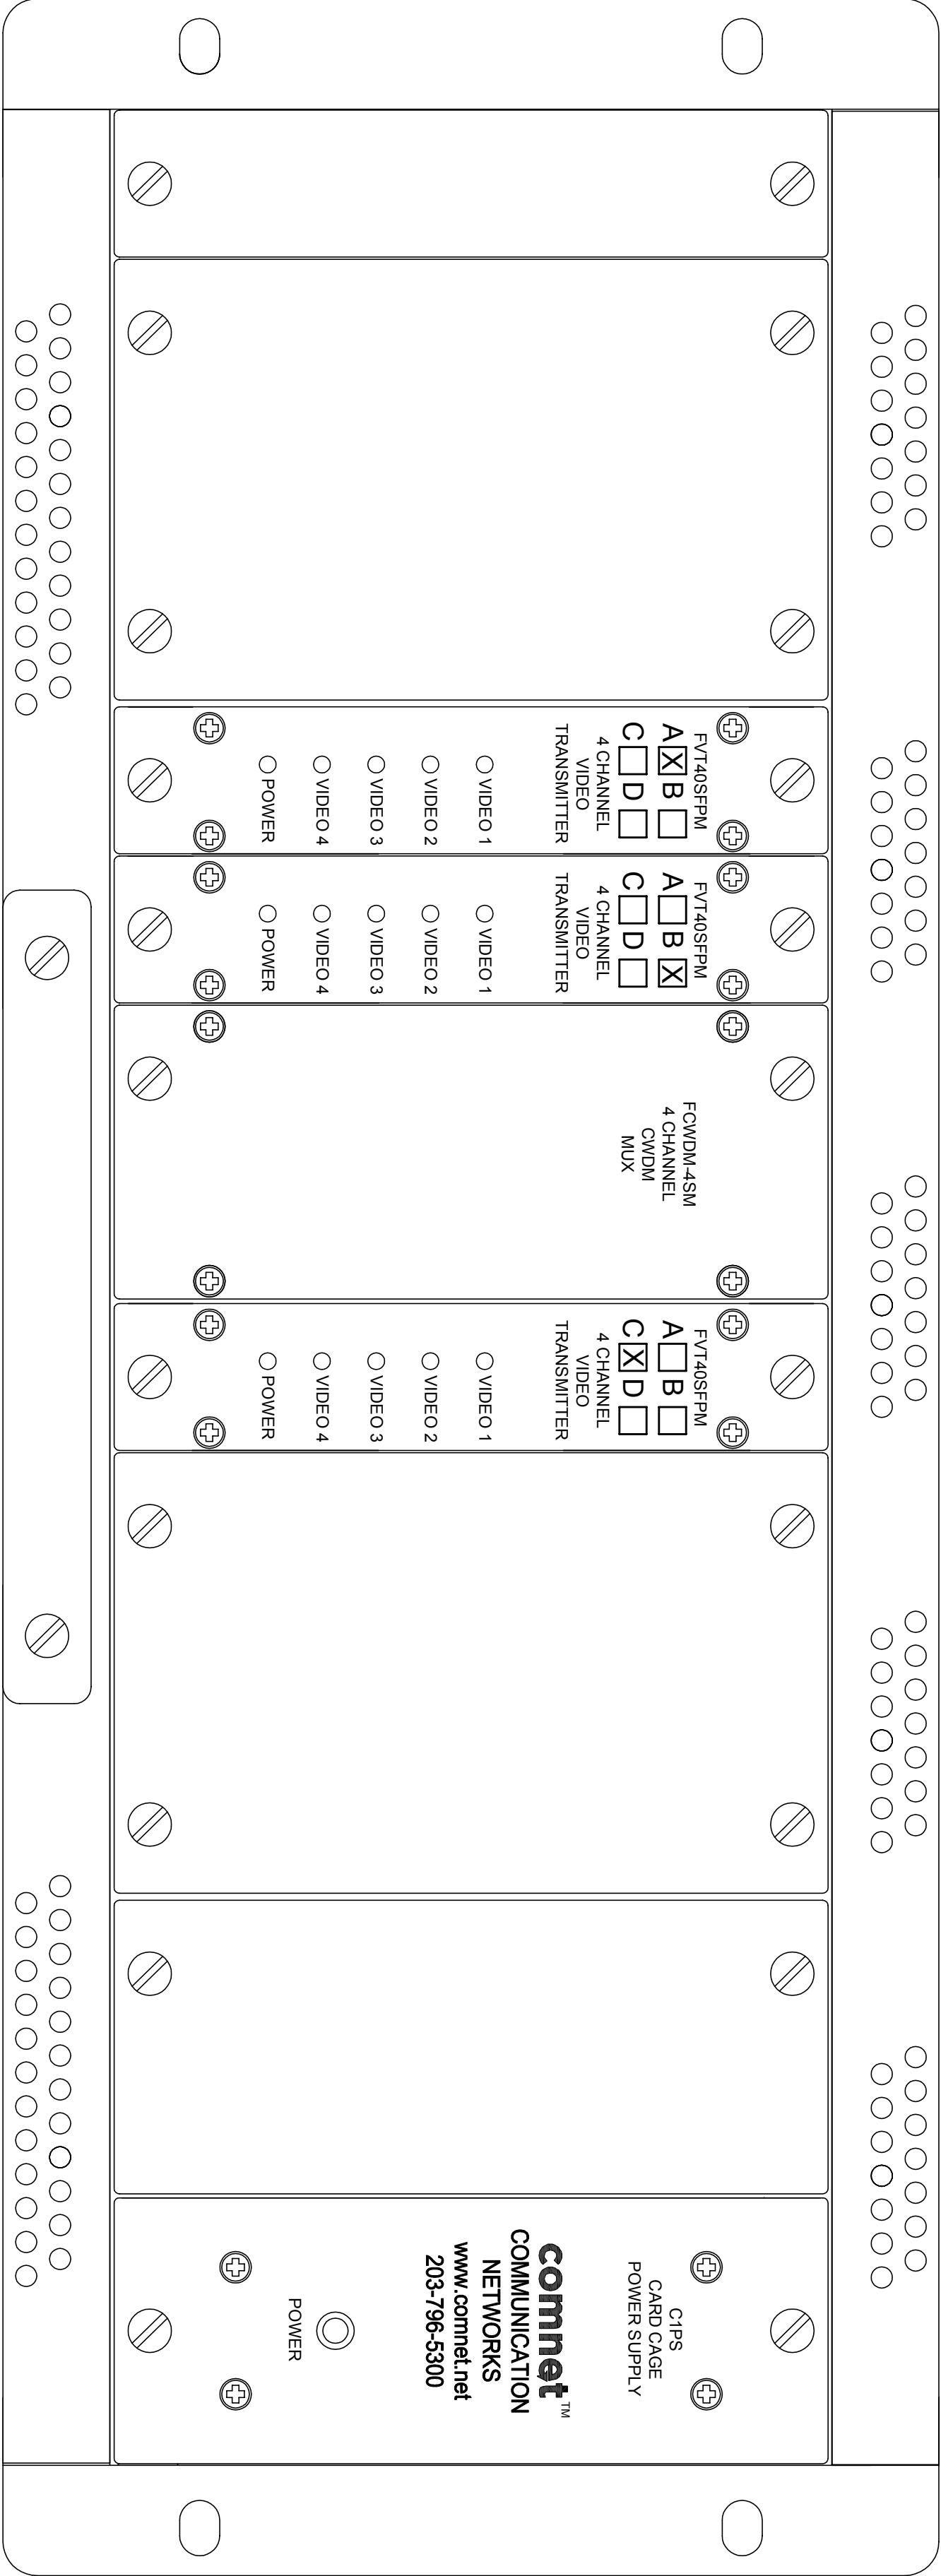 FVT40SFPM
A X B
C D
4 CHANNEL
VIDEO
TRANSMITTER
VIDEO 1
VIDEO 2
VIDEO 3
VIDEO 4
POWER
FVT40SFPM
A B X
C D
4 CHANNEL
VIDEO
TRANSMITTER
VIDEO 1
VIDEO 2
VIDEO 3
VIDEO 4
POWER
FCWDM-4SM
4 CHANNEL
CWDM
MUX
FVT40SFPM
A B
C X D
4 CHANNEL
VIDEO
TRANSMITTER
VIDEO 1
VIDEO 2
VIDEO 3
VIDEO 4
POWER
C1PS
CARD CAGE
POWER SUPPLY
comnet™
COMMUNICATION
NETWORKS
www.comnet.net
203-796-5300
POWER